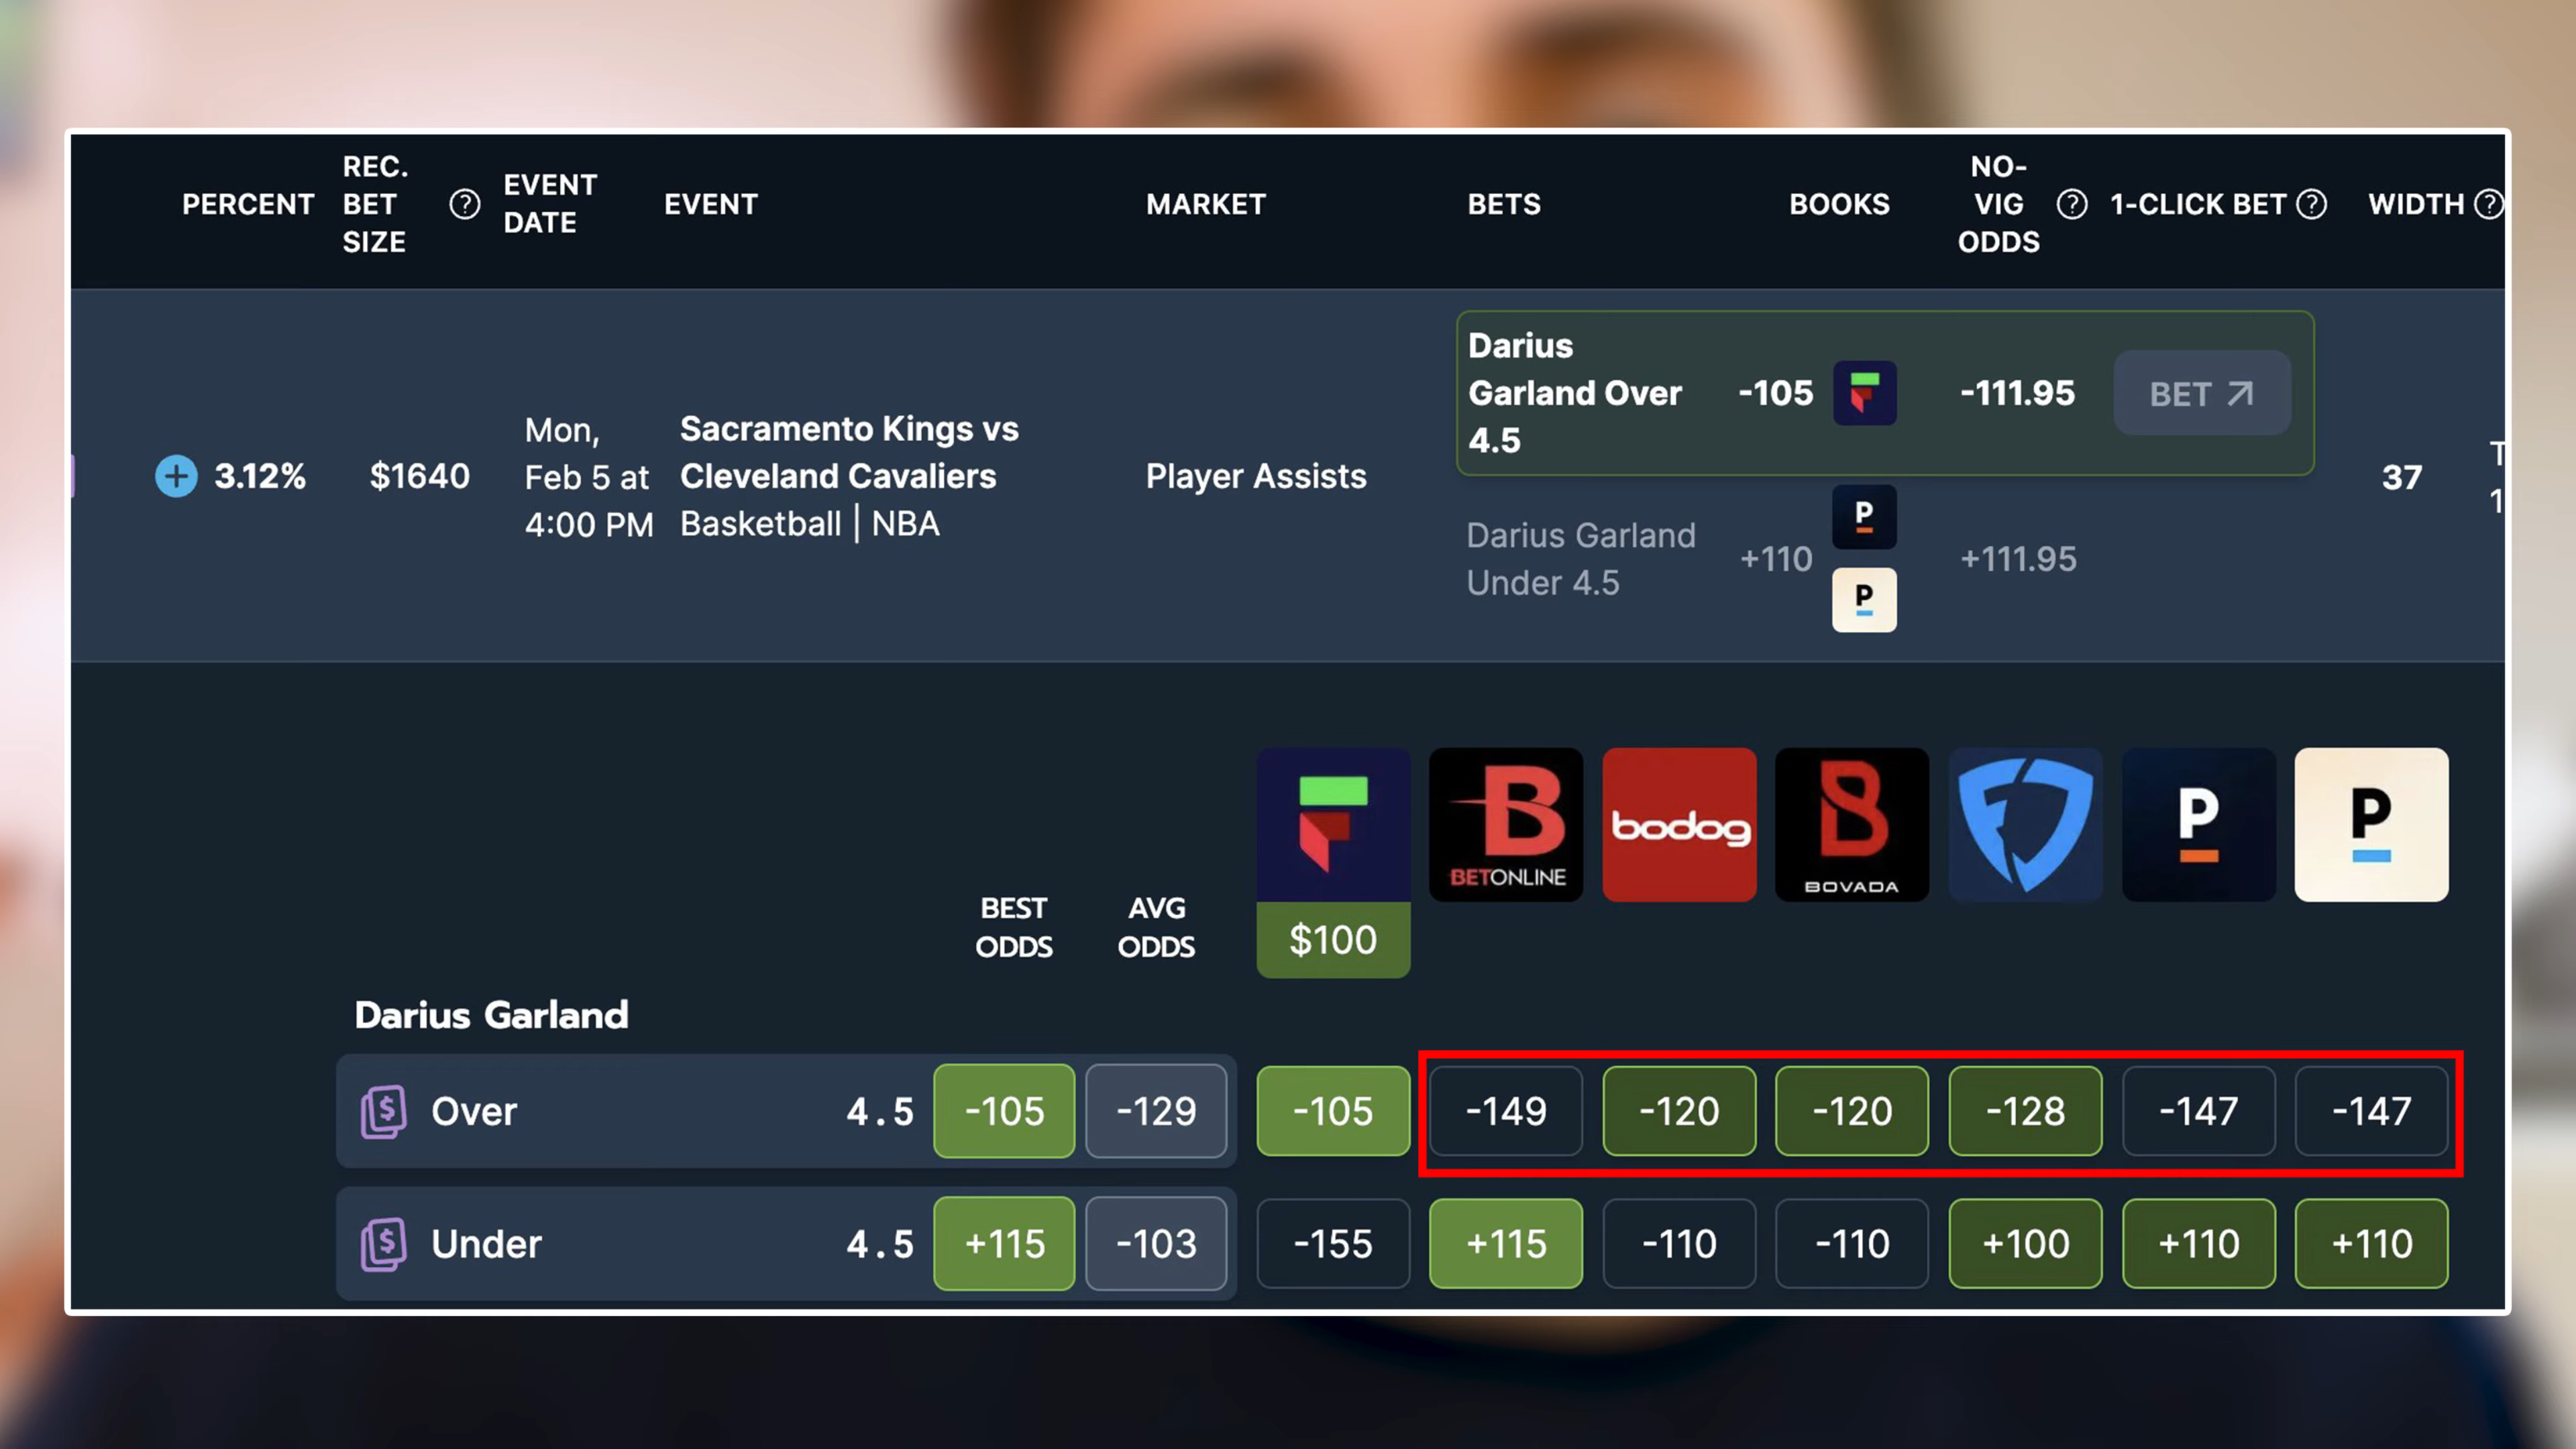 PERCENT
REC.
BET
SIZE
?
EVENT
DATE
EVENT
MARKET
BETS
BOOKS
NO-
VIG
ODDS
?
1-CLICK BET ?
WIDTH ?
+ 3.12%
$1640
Mon,
Feb 5 at
4:00 PM
Sacramento Kings vs
Cleveland Cavaliers
Basketball | NBA
Player Assists
Darius
Garland Over
4.5
-105
F
-111.95
BET
Darius Garland
Under 4.5
+110
P
P
+111.95
37
T
1
F
B
BETONLINE
bodog
B
BOVADA
P
P
BEST
ODDS
AVG
ODDS
$100
Darius Garland
$ Over 4.5 -105 -129 -105 -149 -120 -120 -128 -147 -147
$ Under 4.5 +115 -103 -155 +115 -110 -110 +100 +110 +110